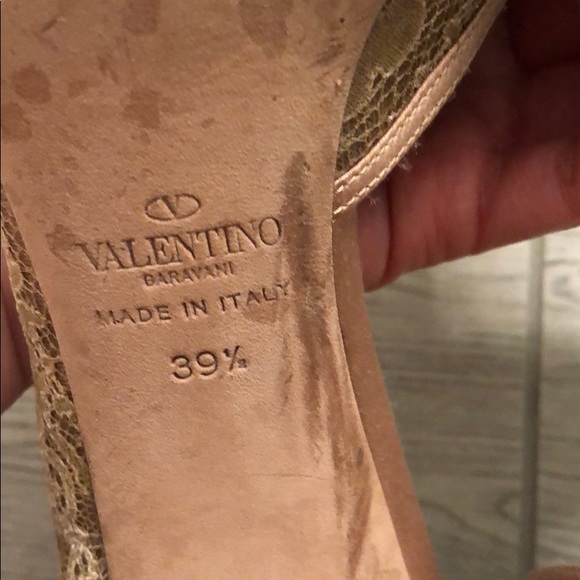 V
VALENTINO
GARAVANI
MADE IN ITALY
39½